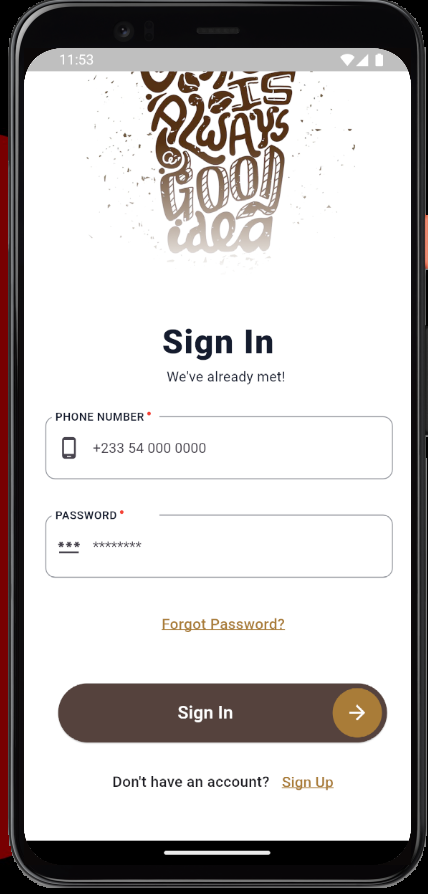 11:53
IS
ALWAYS
A
GOOD
idea
Sign In
We've already met!
PHONE NUMBER *
+233 54 000 0000
PASSWORD *
*** ********
Forgot Password?
Sign In
Don't have an account? Sign Up